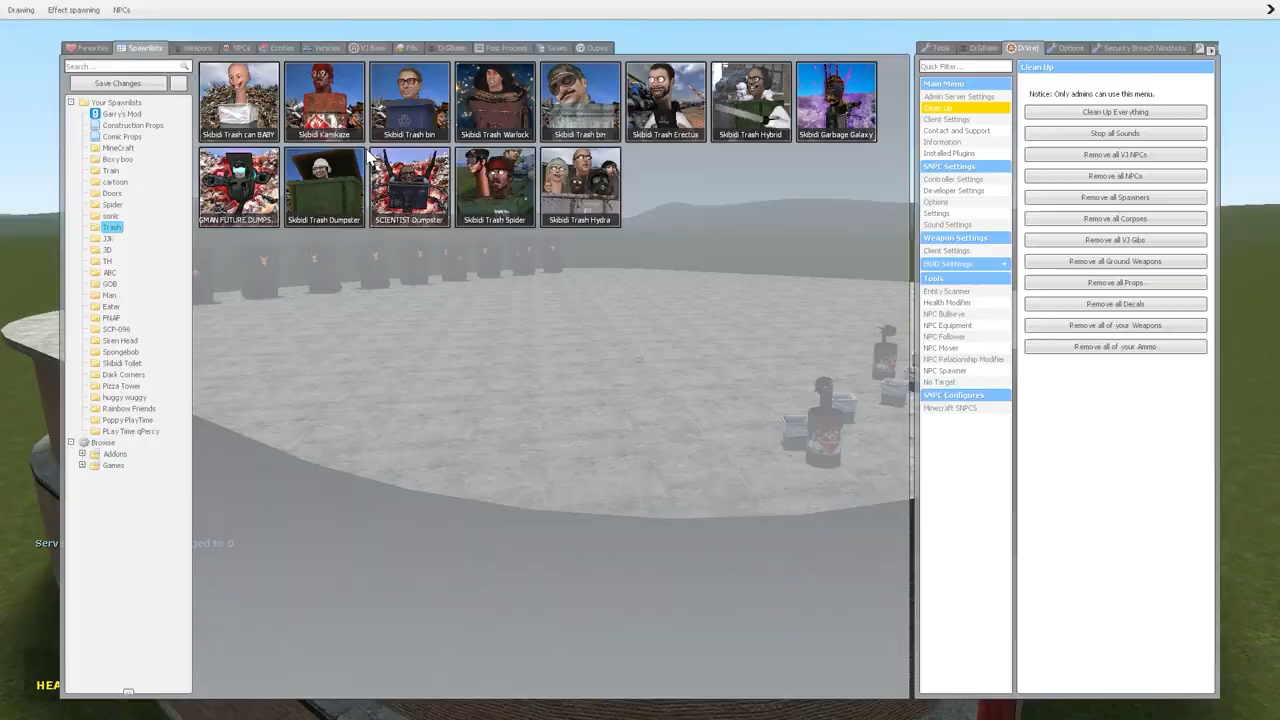 Drawing Effect spawning NPCs
Favorites Spawnlists Weapons NPCs Entities Vehicles VJ Base Pills DrGBase Post Process Saves Dupes
Search...
Save Changes
Your Spawnlists
Garry's Mod
Construction Props
Comic Props
MineCraft
Boxy boo
Train
cartoon
Doors
Spider
sonic
Trash
JJk
3D
TH
ABC
GOB
Man
Eater
FNAF
SCP-096
Siren Head
Spongebob
Skibidi Toilet
Dark Corners
Pizza Tower
huggy wuggy
Rainbow Friends
Poppy PlayTime
PLay Time qPercy
Browse
Addons
Games
Skibidi Trash can BABY Skibidi Kamikaze Skibidi Trash bin Skibidi Trash Warlock Skibidi Trash bin Skibidi Trash Erectus Skibidi Trash Hybrid Skibidi Garbage Galaxy
GMAN FUTURE DUMPS... Skibidi Trash Dumpster SCIENTIST Dumpster Skibidi Trash Spider Skibidi Trash Hydra
Serv
ged to 0
HEA
Tools DrGBase DrVrej Options Security Breach Nextbots
Quick Filter...
Main Menu
Admin Server Settings
Clean Up
Client Settings
Contact and Support
Information
Installed Plugins
SNPC Settings
Controller Settings
Developer Settings
Options
Settings
Sound Settings
Weapon Settings
Client Settings
HUD Settings
Tools
Entity Scanner
Health Modifier
NPC Bullseye
NPC Equipment
NPC Follower
NPC Mover
NPC Relationship Modifier
NPC Spawner
No Target
SNPC Configures
Minecraft SNPCS
Clean Up
Notice: Only admins can use this menu.
Clean Up Everything
Stop all Sounds
Remove all VJ NPCs
Remove all NPCs
Remove all Spawners
Remove all Corpses
Remove all VJ Gibs
Remove all Ground Weapons
Remove all Props
Remove all Decals
Remove all of your Weapons
Remove all of your Ammo